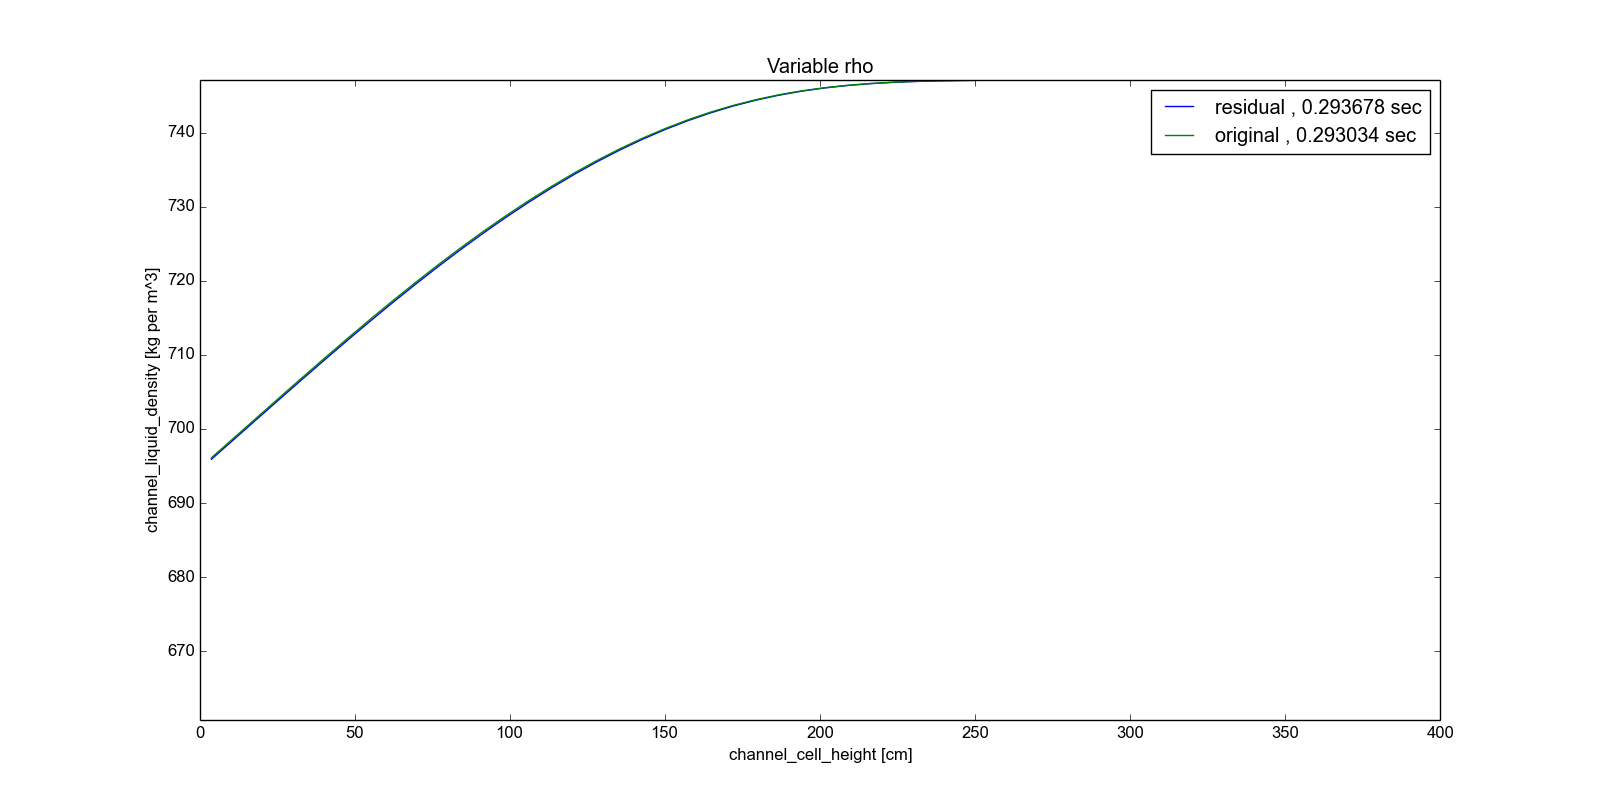 Variable rho
residual , 0.293678 sec
original , 0.293034 sec
channel_liquid_density [kg per m^3]
740
730
720
710
700
690
680
670
0 50 100 150 200 250 300 350 400
channel_cell_height [cm]